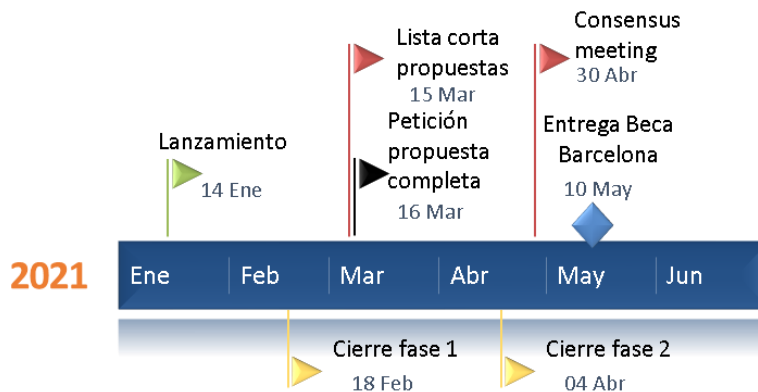 Lista corta
propuestas
15 Mar
Consensus
meeting
30 Abr
Lanzamiento
14 Ene
Petición
propuesta
completa
16 Mar
Entrega Beca
Barcelona
10 May
2021
Ene
Feb
Mar
Abr
May
Jun
Cierre fase 1
18 Feb
Cierre fase 2
04 Abr